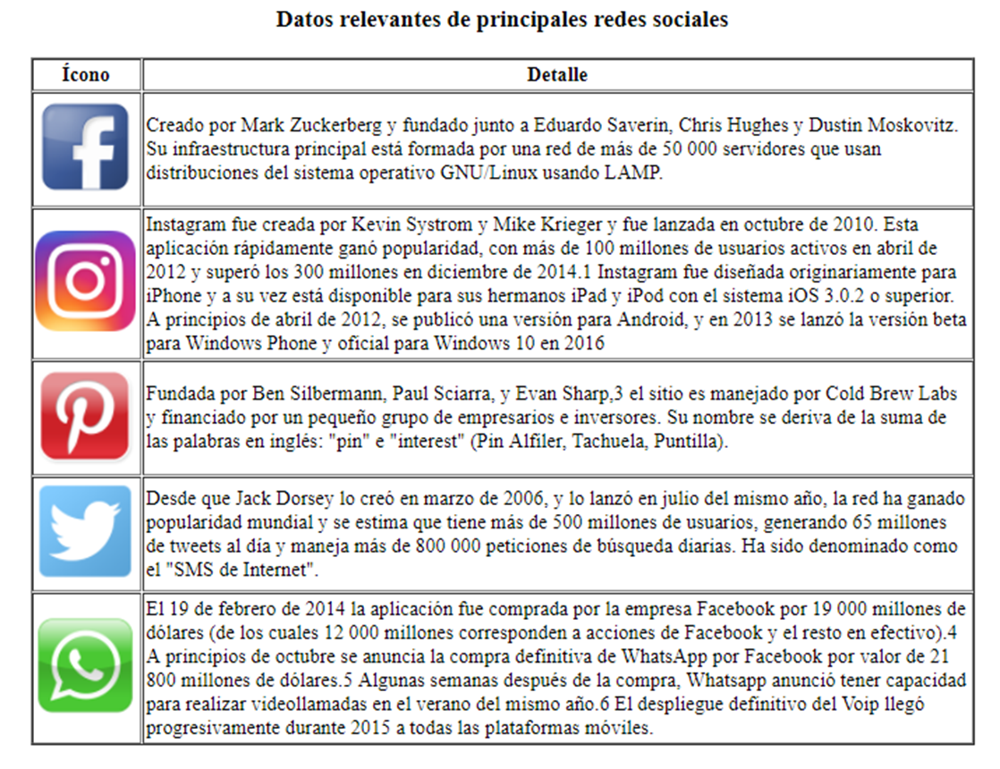 Datos relevantes de principales redes sociales
Ícono
Detalle
Creado por Mark Zuckerberg y fundado junto a Eduardo Saverin, Chris Hughes y Dustin Moskovitz.
Su infraestructura principal está formada por una red de más de 50 000 servidores que usan
distribuciones del sistema operativo GNU/Linux usando LAMP.
Instagram fue creada por Kevin Systrom y Mike Krieger y fue lanzada en octubre de 2010. Esta
aplicación rápidamente ganó popularidad, con más de 100 millones de usuarios activos en abril de
2012 y superó los 300 millones en diciembre de 2014.1 Instagram fue diseñada originariamente para
iPhone y a su vez está disponible para sus hermanos iPad y iPod con el sistema iOS 3.0.2 o superior.
A principios de abril de 2012, se publicó una versión para Android, y en 2013 se lanzó la versión beta
para Windows Phone y oficial para Windows 10 en 2016
Fundada por Ben Silbermann, Paul Sciarra, y Evan Sharp,3 el sitio es manejado por Cold Brew Labs
y financiado por un pequeño grupo de empresarios e inversores. Su nombre se deriva de la suma de
las palabras en inglés: "pin" e "interest" (Pin Alfiler, Tachuela, Puntilla).
Desde que Jack Dorsey lo creó en marzo de 2006, y lo lanzó en julio del mismo año, la red ha ganado
popularidad mundial y se estima que tiene más de 500 millones de usuarios, generando 65 millones
de tweets al día y maneja más de 800 000 peticiones de búsqueda diarias. Ha sido denominado como
el "SMS de Internet".
El 19 de febrero de 2014 la aplicación fue comprada por la empresa Facebook por 19 000 millones de
dólares (de los cuales 12 000 millones corresponden a acciones de Facebook y el resto en efectivo).4
A principios de octubre se anuncia la compra definitiva de WhatsApp por Facebook por valor de 21
800 millones de dólares.5 Algunas semanas después de la compra, Whatsapp anunció tener capacidad
para realizar videollamadas en el verano del mismo año.6 El despliegue definitivo del Voip llegó
progresivamente durante 2015 a todas las plataformas móviles.